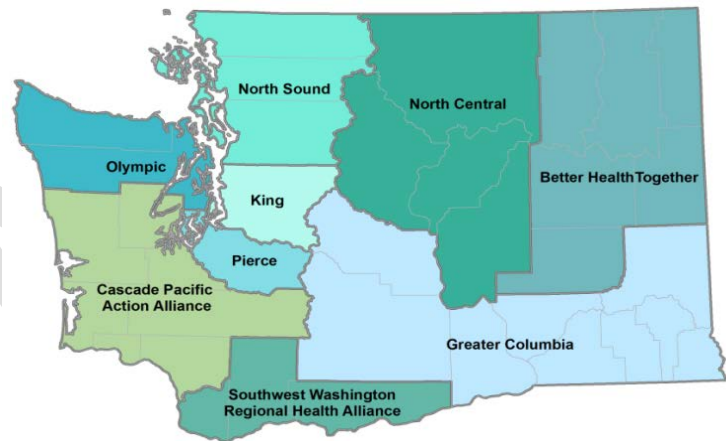 North Sound
North Central
Olympic
Better HealthTogether
King
Pierce
Cascade Pacific
Action Alliance
Greater Columbia
Southwest Washington
Regional Health Alliance